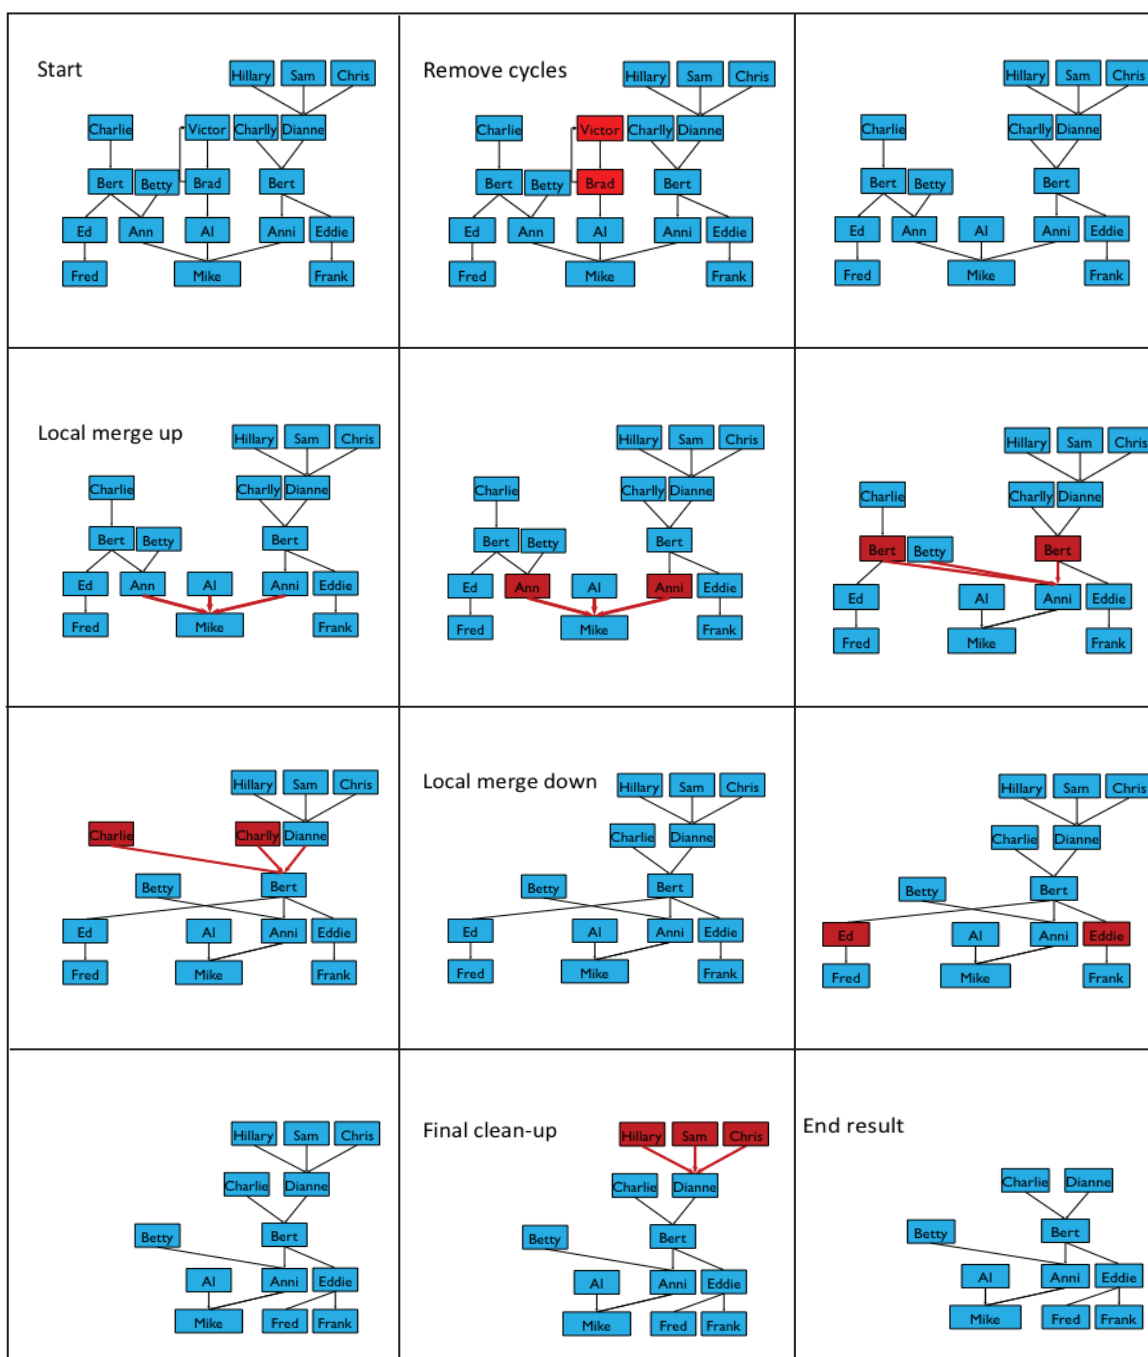 Start
Hillary Sam Chris
Charlie Victor Charlly Dianne
Bert Betty Brad Bert
Ed Ann Al Anni Eddie
Fred Mike Frank
Remove cycles
Hillary Sam Chris
Charlie Victor Charlly Dianne
Bert Betty Brad Bert
Ed Ann Al Anni Eddie
Fred Mike Frank
Hillary Sam Chris
Charlie Charlly Dianne
Bert Betty Bert
Ed Ann Al Anni Eddie
Fred Mike Frank
Local merge up
Hillary Sam Chris
Charlie Charlly Dianne
Bert Betty Bert
Ed Ann Al Anni Eddie
Fred Mike Frank
Hillary Sam Chris
Charlie Charlly Dianne
Bert Betty Bert
Ed Ann Al Anni Eddie
Fred Mike Frank
Hillary Sam Chris
Charlie Charlly Dianne
Bert Betty Bert
Ed Al Anni Eddie
Fred Mike Frank
Hillary Sam Chris
Charlie Charlly Dianne
Betty Bert
Ed Al Anni Eddie
Fred Mike Frank
Local merge down
Hillary Sam Chris
Charlie Dianne
Betty Bert
Ed Al Anni Eddie
Fred Mike Frank
Hillary Sam Chris
Charlie Dianne
Betty Bert
Ed Al Anni Eddie
Fred Mike Frank
Hillary Sam Chris
Charlie Dianne
Betty Bert
Al Anni Eddie
Mike Fred Frank
Final clean-up
Hillary Sam Chris
Charlie Dianne
Betty Bert
Al Anni Eddie
Mike Fred Frank
End result
Charlie Dianne
Betty Bert
Al Anni Eddie
Mike Fred Frank